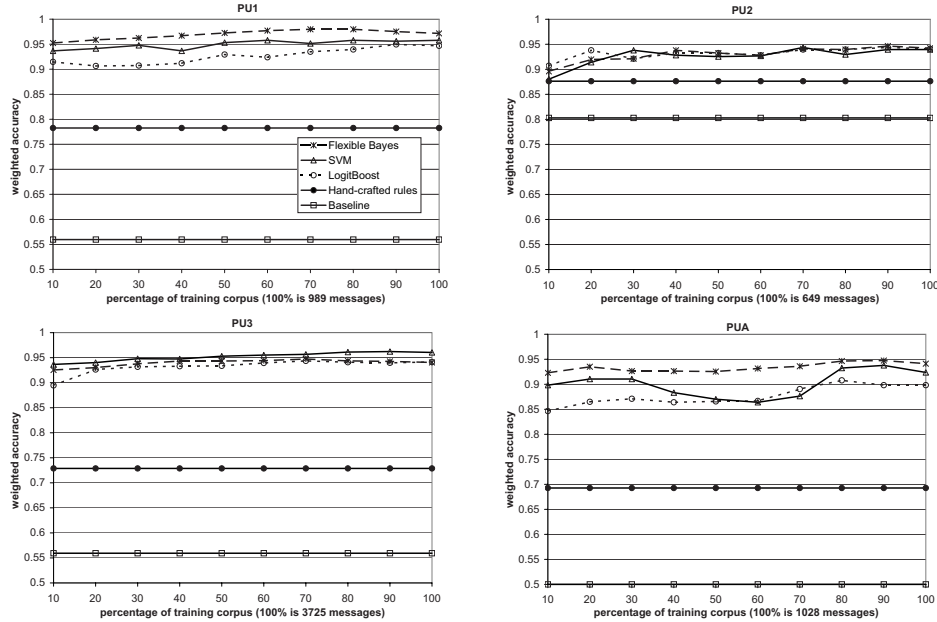 PU1
1
0.95
0.9
0.85
0.8
0.75
0.7
0.65
0.6
0.55
0.5
weighted accuracy
Flexible Bayes
SVM
LogitBoost
Hand-crafted rules
Baseline
10 20 30 40 50 60 70 80 90 100
percentage of training corpus (100% is 989 messages)
PU2
1
0.95
0.9
0.85
0.8
0.75
0.7
0.65
0.6
0.55
0.5
weighted accuracy
10 20 30 40 50 60 70 80 90 100
percentage of training corpus (100% is 649 messages)
PU3
1
0.95
0.9
0.85
0.8
0.75
0.7
0.65
0.6
0.55
0.5
weighted accuracy
10 20 30 40 50 60 70 80 90 100
percentage of training corpus (100% is 3725 messages)
PUA
1
0.95
0.9
0.85
0.8
0.75
0.7
0.65
0.6
0.55
0.5
weighted accuracy
10 20 30 40 50 60 70 80 90 100
percentage of training corpus (100% is 1028 messages)